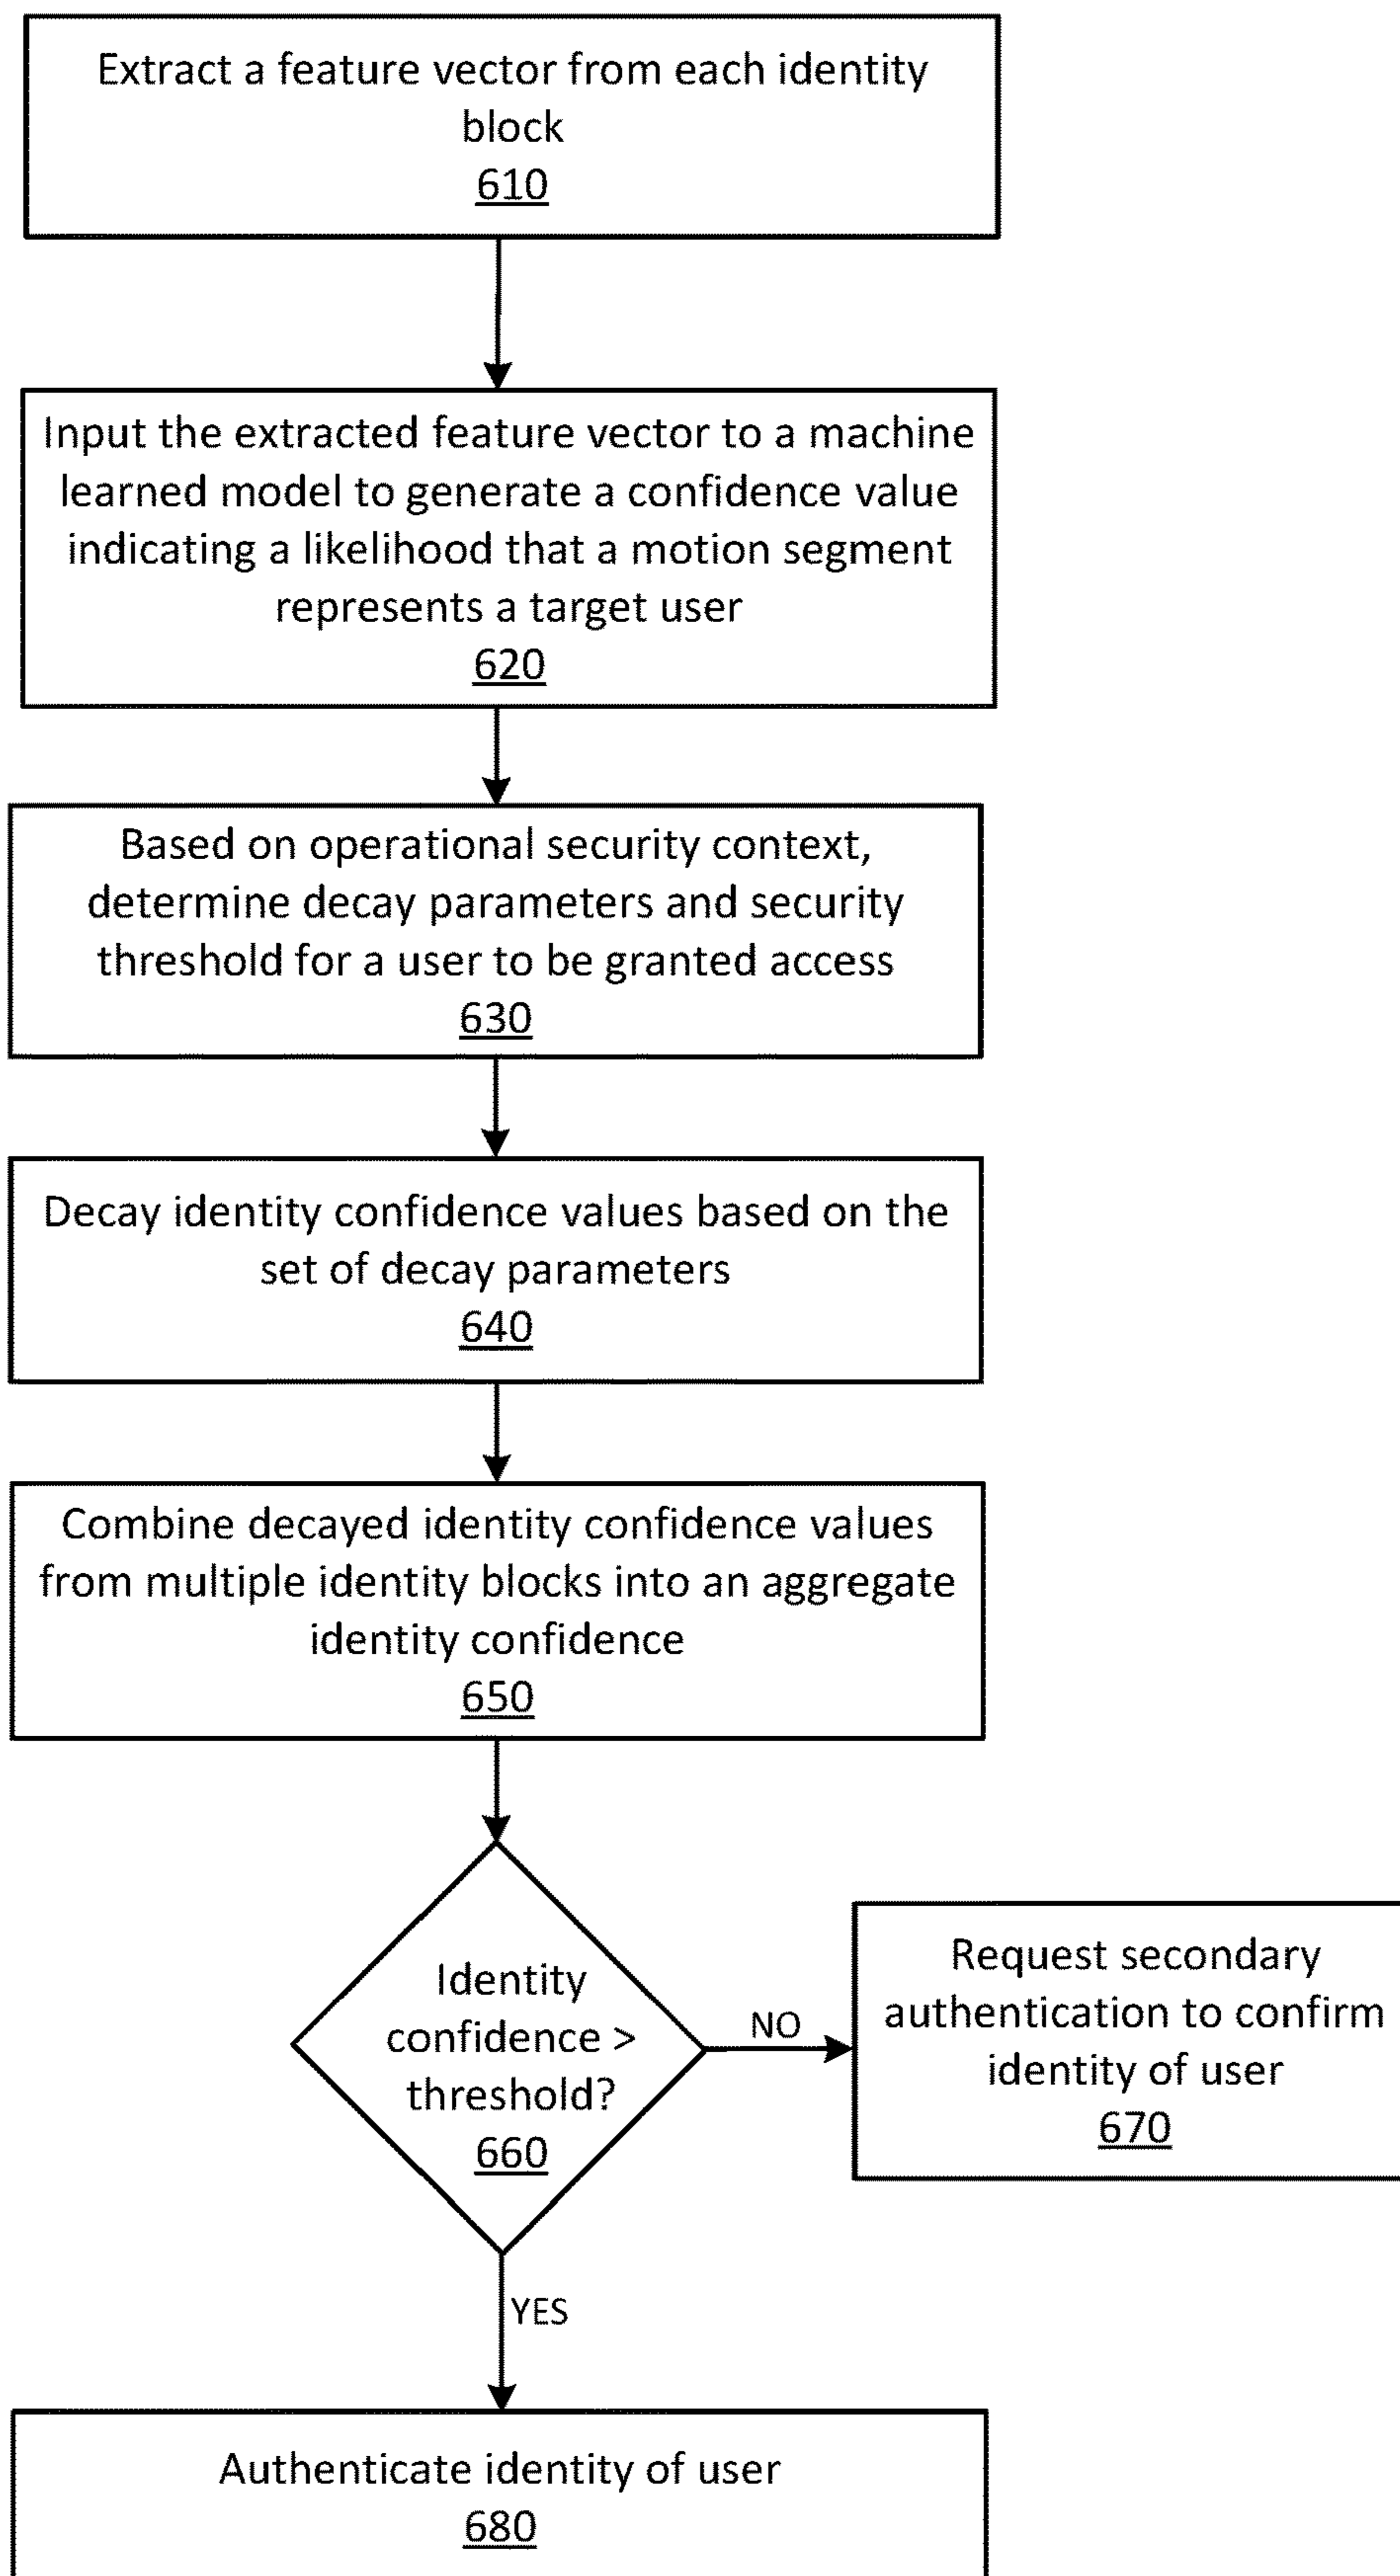 Extract a feature vector from each identity
block
610
Input the extracted feature vector to a machine
learned model to generate a confidence value
indicating a likelihood that a motion segment
represents a target user
620
Based on operational security context,
determine decay parameters and security
threshold for a user to be granted access
630
Decay identity confidence values based on the
set of decay parameters
640
Combine decayed identity confidence values
from multiple identity blocks into an aggregate
identity confidence
650
Identity
confidence >
threshold?
660
NO
Request secondary
authentication to confirm
identity of user
670
YES
Authenticate identity of user
680